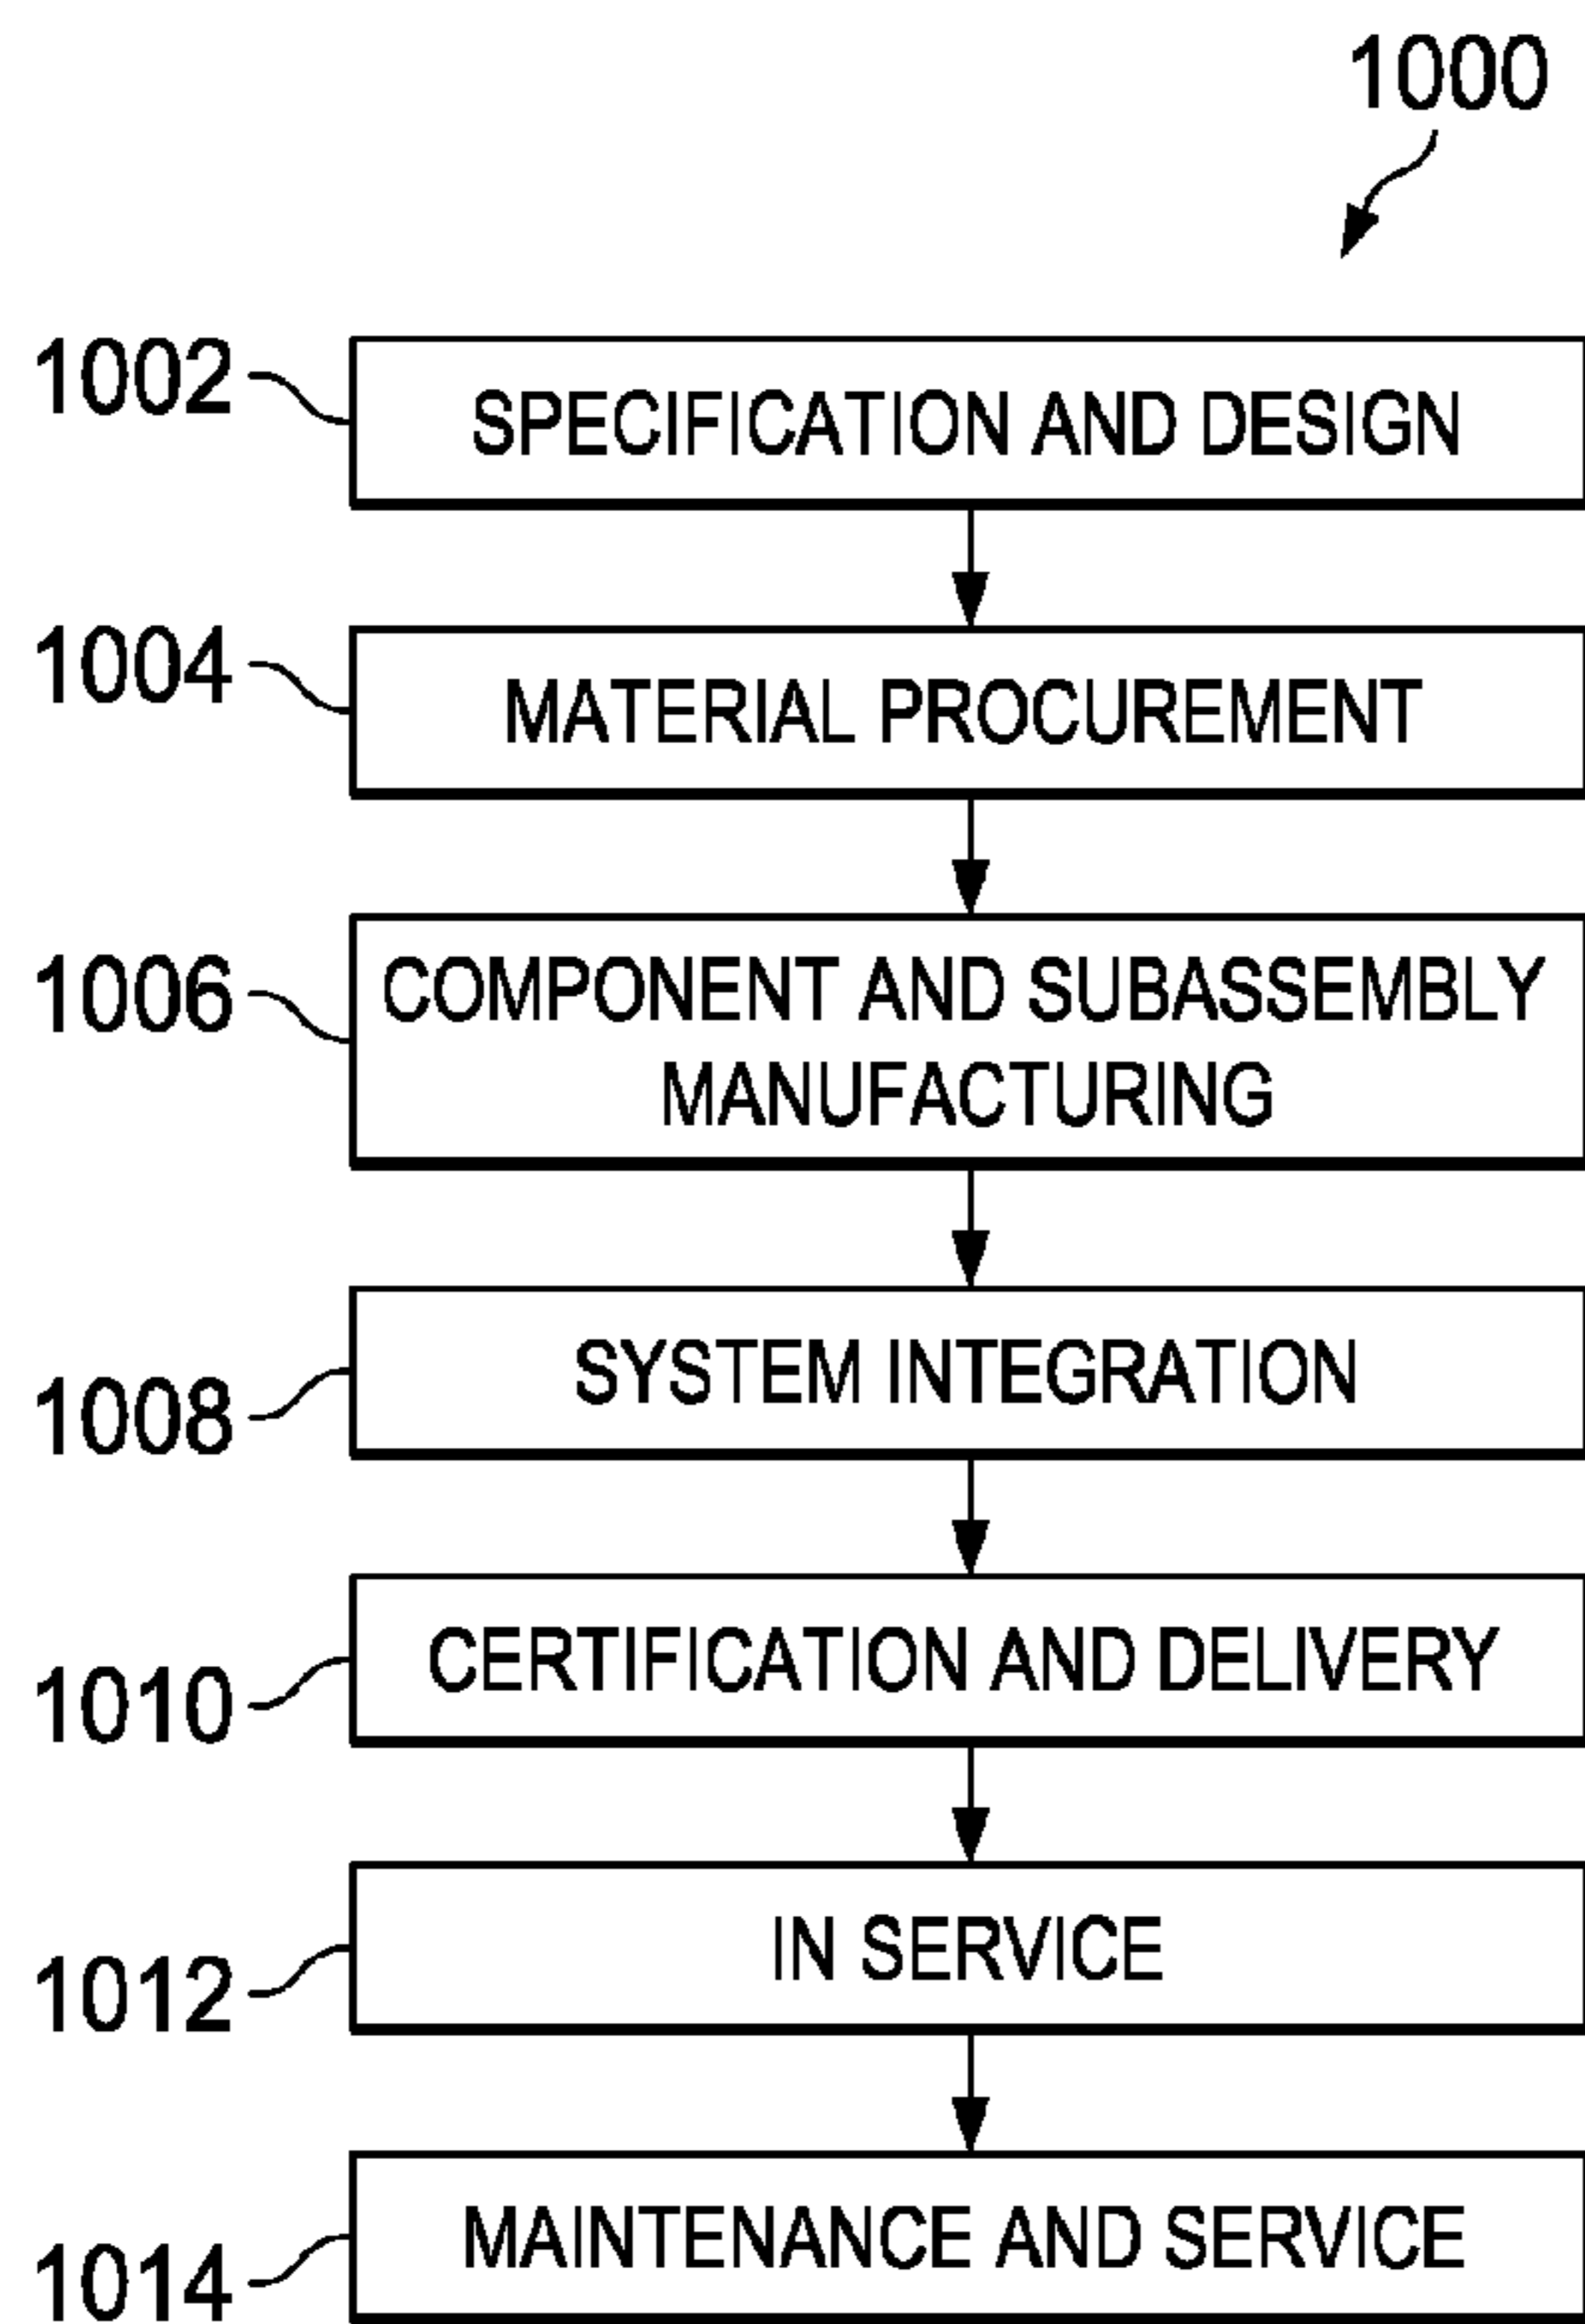 1000
1002
SPECIFICATION AND DESIGN
1004
MATERIAL PROCUREMENT
1006
COMPONENT AND SUBASSEMBLY
MANUFACTURING
1008
SYSTEM INTEGRATION
1010
CERTIFICATION AND DELIVERY
1012
IN SERVICE
1014
MAINTENANCE AND SERVICE